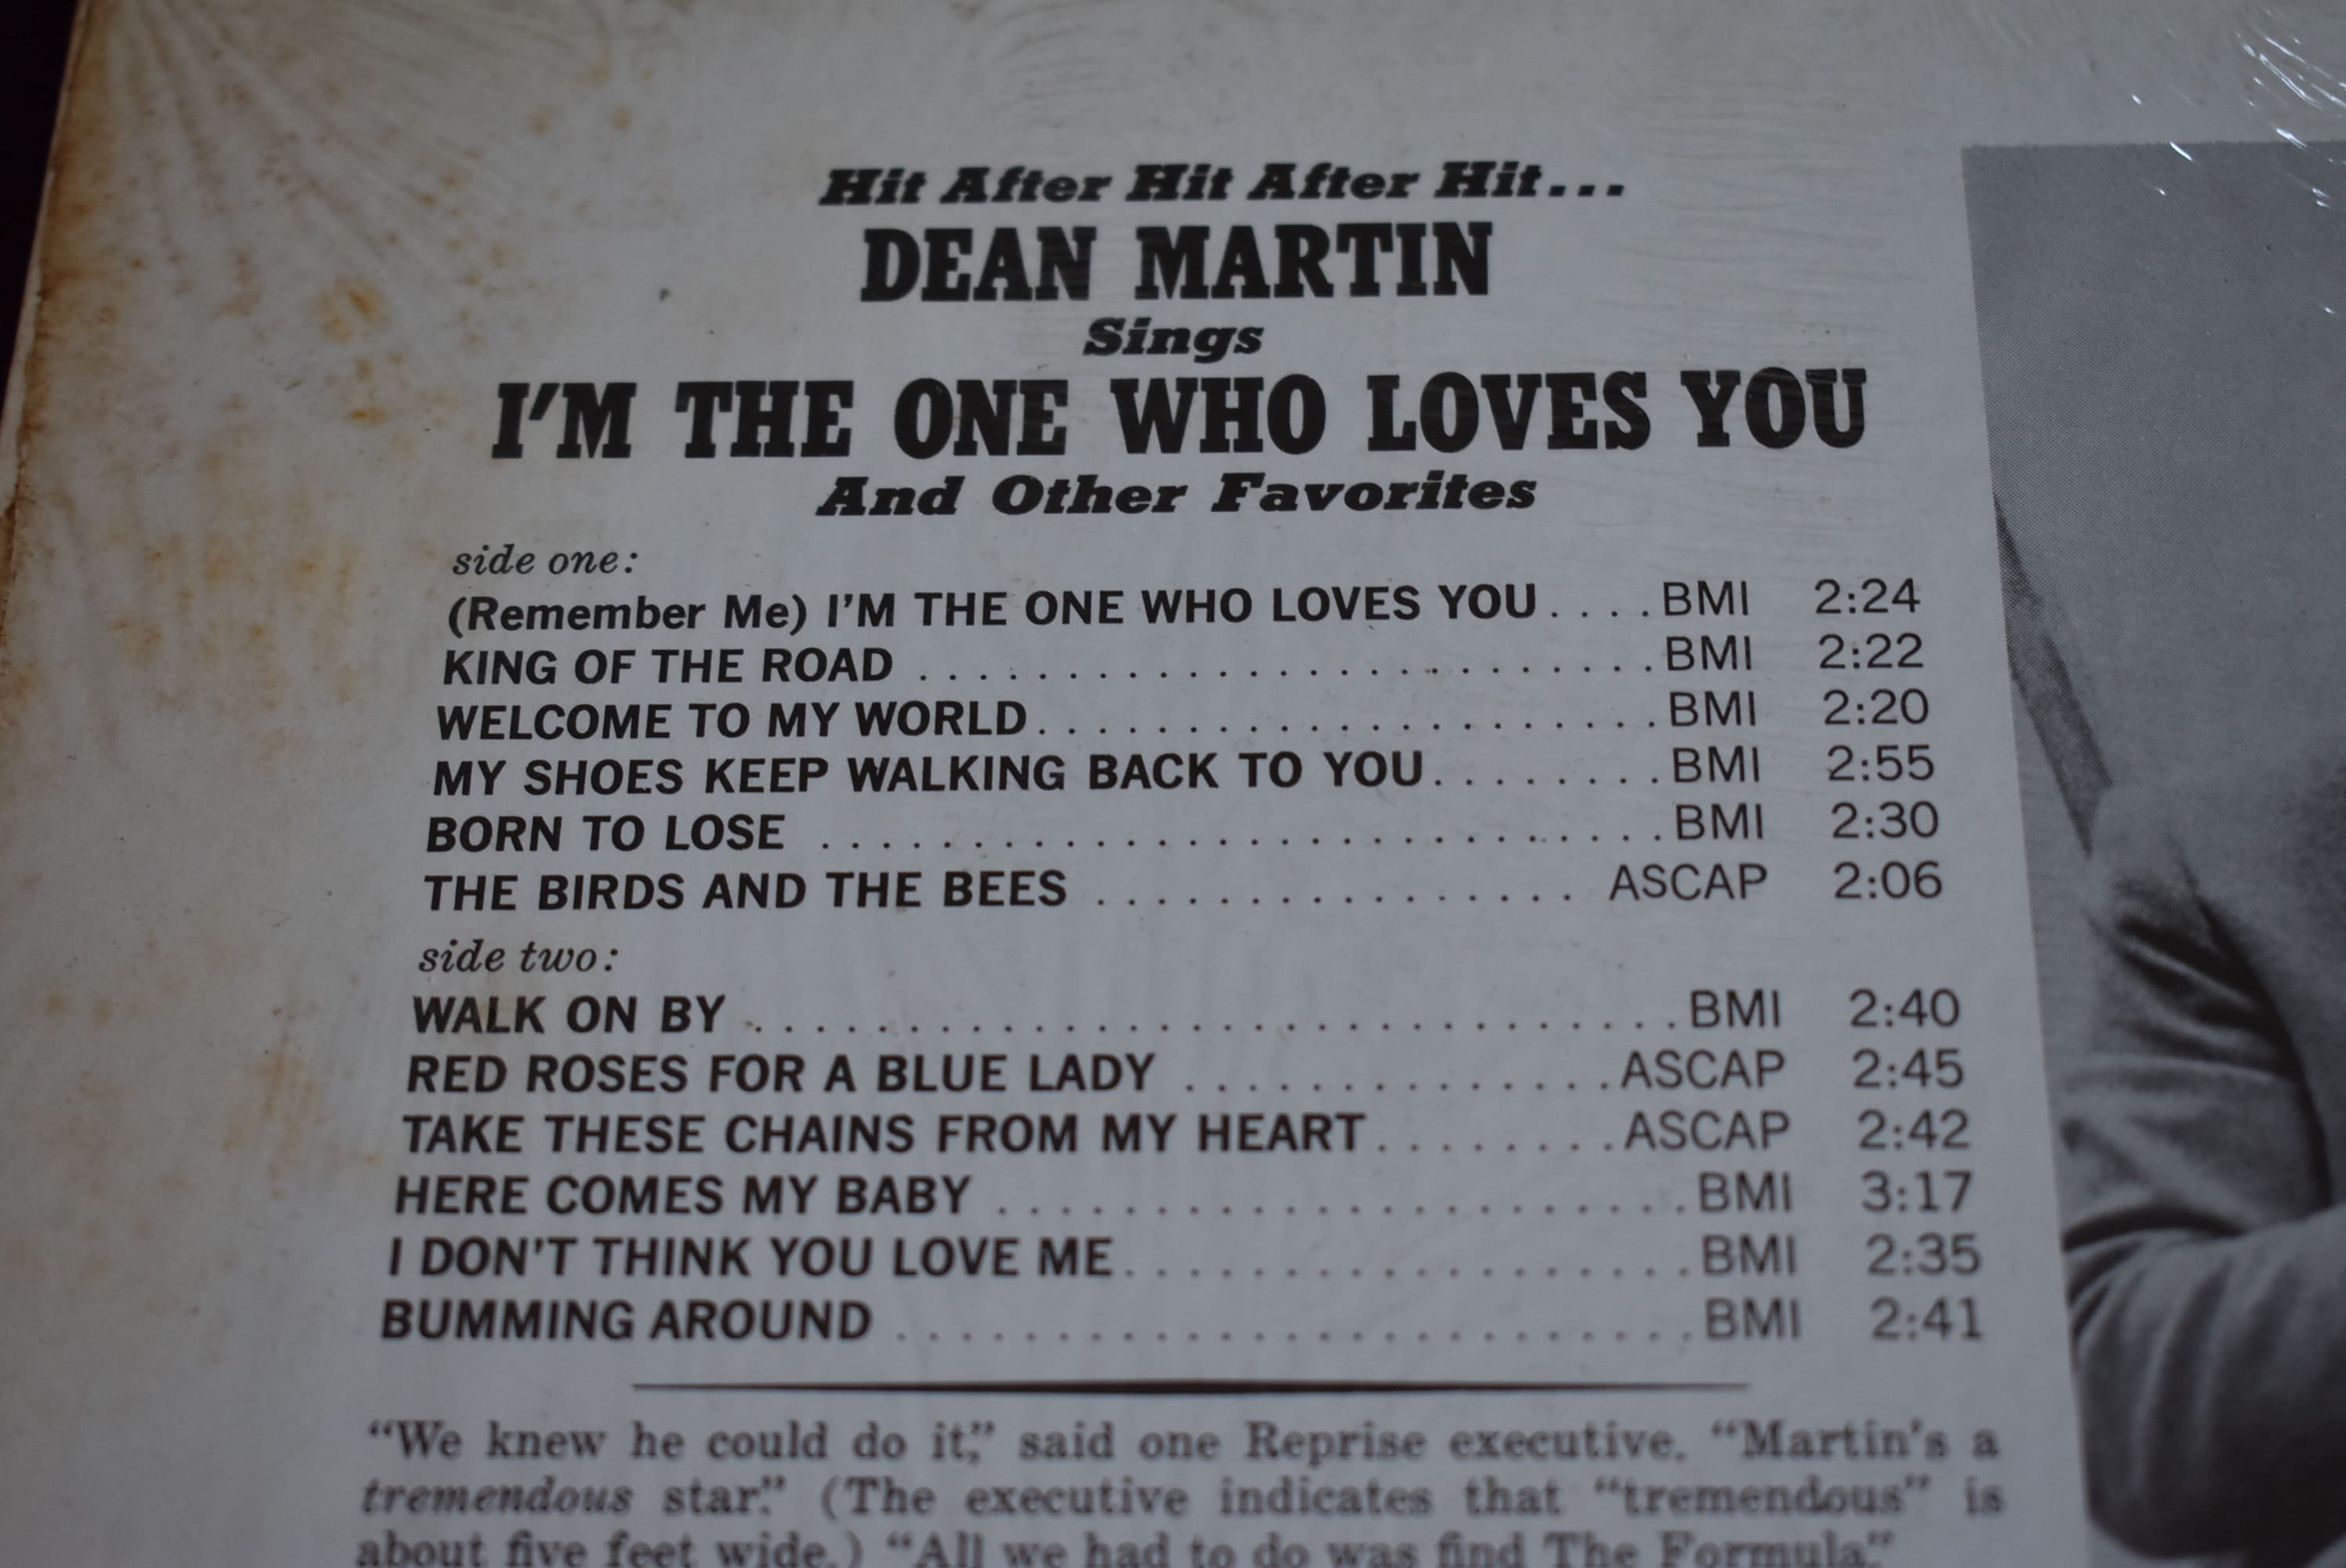 Hit After Hit After Hit...
DEAN MARTIN
Sings
I'M THE ONE WHO LOVES YOU
And Other Favorites
side one:
(Remember Me) I'M THE ONE WHO LOVES YOU....BMI 2:24
KING OF THE ROAD .........................BMI 2:22
WELCOME TO MY WORLD.....................BMI 2:20
MY SHOES KEEP WALKING BACK TO YOU........BMI 2:55
BORN TO LOSE ............................BMI 2:30
THE BIRDS AND THE BEES ................ ASCAP 2:06
side two:
WALK ON BY ...............................BMI 2:40
RED ROSES FOR A BLUE LADY ..............ASCAP 2:45
TAKE THESE CHAINS FROM MY HEART........ASCAP 2:42
HERE COMES MY BABY .......................BMI 3:17
I DON'T THINK YOU LOVE ME...................BMI 2:35
BUMMING AROUND ..........................BMI 2:41
“We knew he could do it,” said one Reprise executive. “Martin's a
tremendous star.” (The executive indicates that “tremendous” is
about five feet wide.) “All we had to do was find The Formula.”